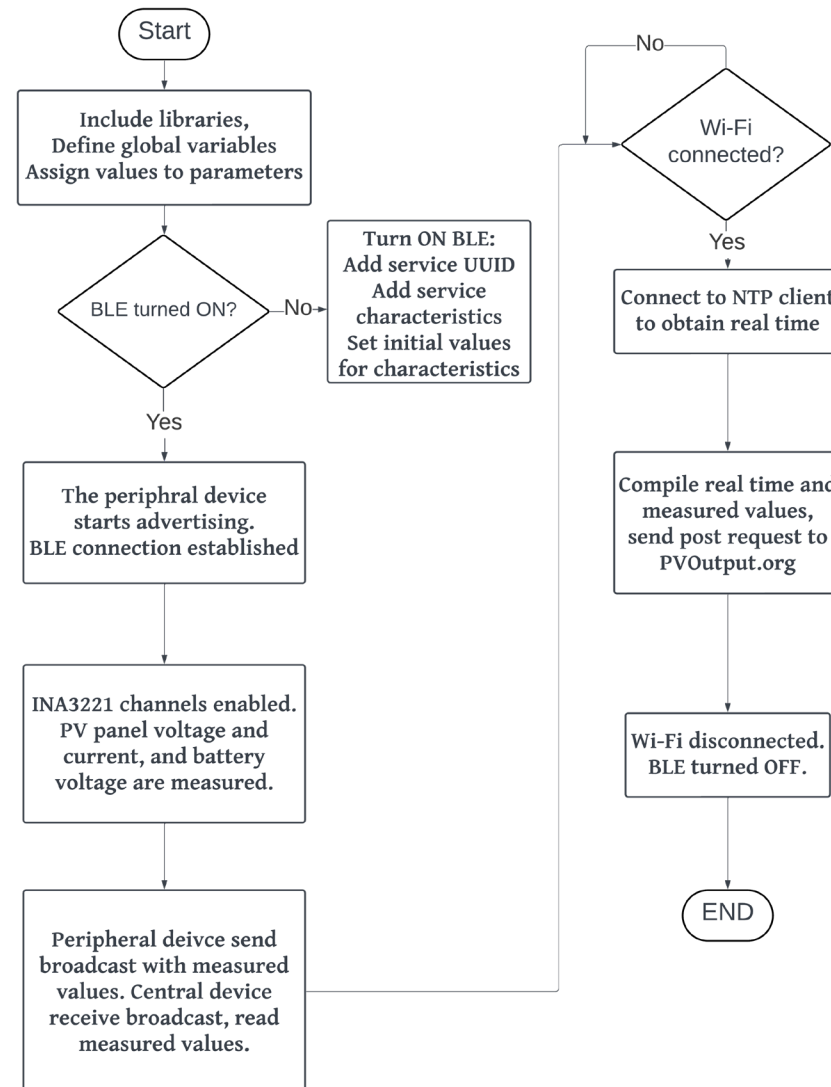 Start
Include libraries,
Define global variables
Assign values to parameters
BLE turned ON?
No
Turn ON BLE:
Add service UUID
Add service
characteristics
Set initial values
for characteristics
Yes
The periphral device
starts advertising.
BLE connection established
INA3221 channels enabled.
PV panel voltage and
current, and battery
voltage are measured.
Peripheral deivce send
broadcast with measured
values. Central device
receive broadcast, read
measured values.
No
Wi-Fi
connected?
Yes
Connect to NTP client
to obtain real time
Compile real time and
measured values,
send post request to
PVOutput.org
Wi-Fi disconnected.
BLE turned OFF.
END